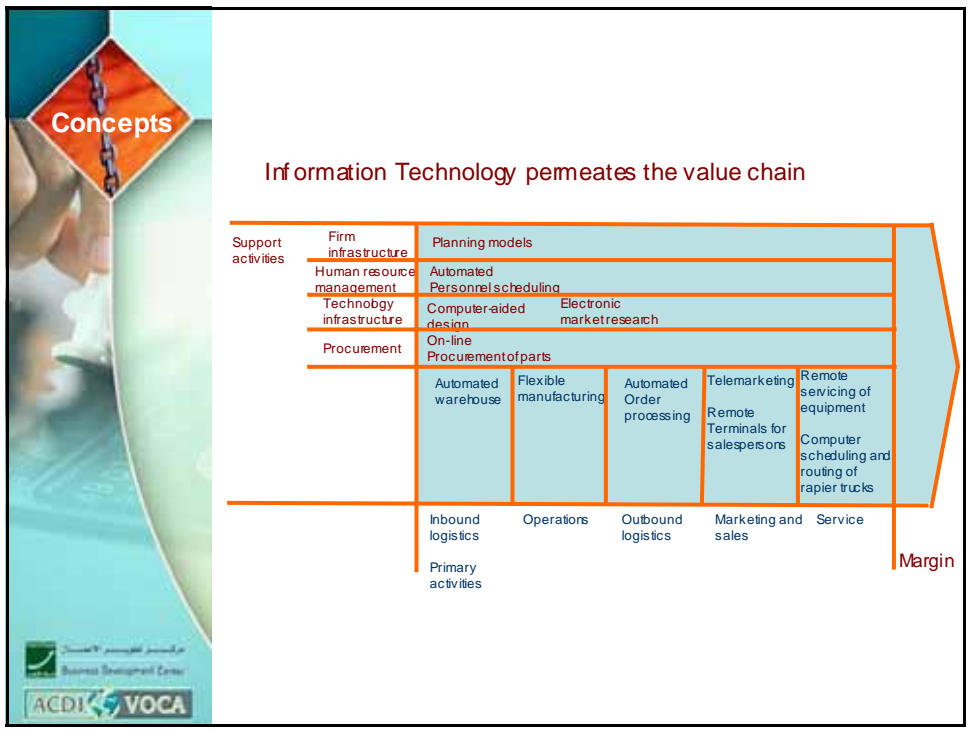 Concepts
Information Technology permeates the value chain
Support
activities
Firm
infrastructure
Planning models
Human resource
management
Automated
Personnel scheduling
Technology
infrastructure
Computer-aided
design
Electronic
market research
Procurement
On-line
Procurement of parts
Automated
warehouse
Flexible
manufacturing
Automated
Order
processing
Telemarketing
Remote
Terminals for
salespersons
Remote
servicing of
equipment
Computer
scheduling and
routing of
rapier trucks
Inbound
logistics
Operations
Outbound
logistics
Marketing and
sales
Service
Primary
activities
Margin
Business Development Center
ACDI VOCA